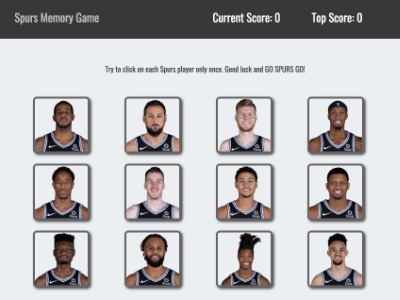 Spurs Memory Game
Current Score: 0
Top Score: 0
Try to click on each Spurs player only once. Good luck and GO SPURS GO!